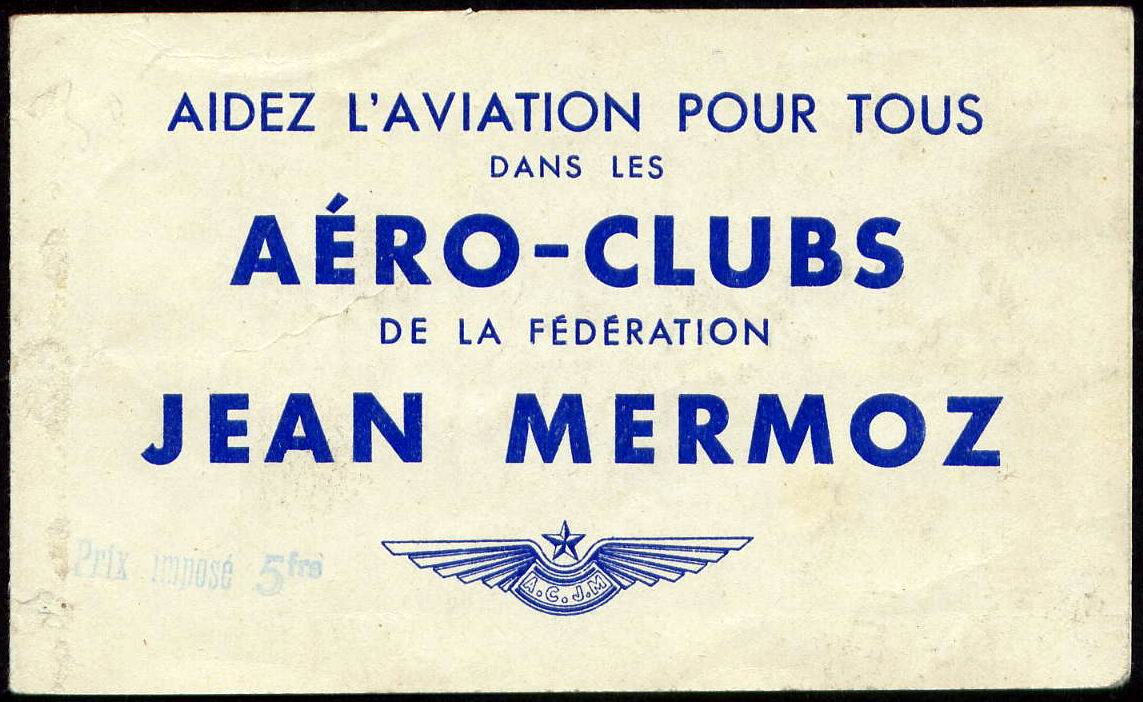 AIDEZ L'AVIATION POUR TOUS
DANS LES
AÉRO-CLUBS
DE LA FÉDÉRATION
JEAN MERMOZ
Prix imposé 5frs
A.C.J.M